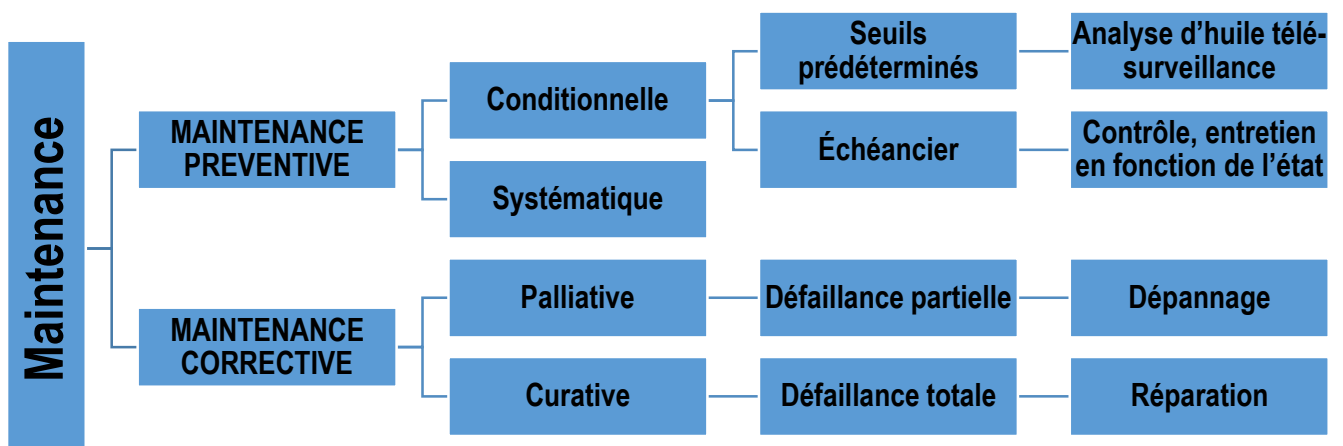 Maintenance
MAINTENANCE
PREVENTIVE
Conditionnelle
Seuils
prédéterminés
Analyse d’huile télé-
surveillance
Échéancier
Contrôle, entretien
en fonction de l’état
Systématique
MAINTENANCE
CORRECTIVE
Palliative
Défaillance partielle
Dépannage
Curative
Défaillance totale
Réparation